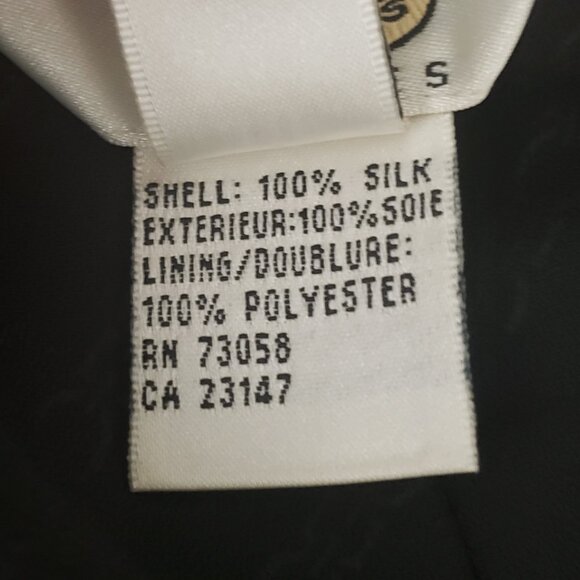 S
SHELL: 100% SILK
EXTERIEUR:100%SOIE
LINING/DOUBLURE:
100% POLYESTER
RN 73058
CA 23147